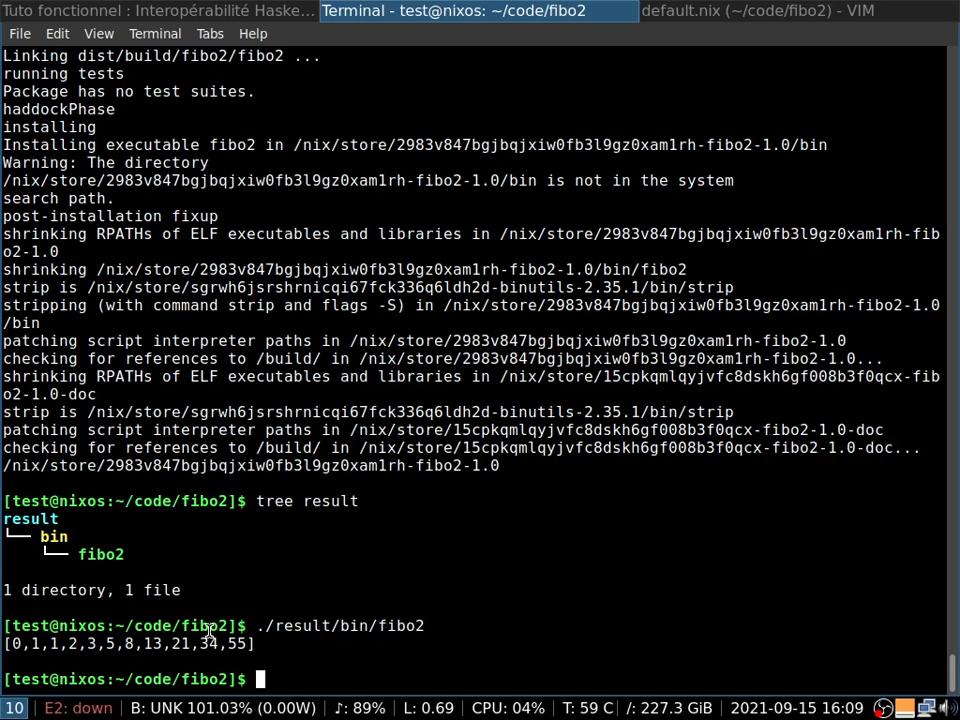 Tuto fonctionnel : Interopérabilité Haske... Terminal - test@nixos: ~/code/fibo2 default.nix (~/code/fibo2) - VIM
File Edit View Terminal Tabs Help
Linking dist/build/fibo2/fibo2 ...
running tests
Package has no test suites.
haddockPhase
installing
Installing executable fibo2 in /nix/store/2983v847bgjbqjxiw0fb3l9gz0xam1rh-fibo2-1.0/bin
Warning: The directory
/nix/store/2983v847bgjbqjxiw0fb3l9gz0xam1rh-fibo2-1.0/bin is not in the system
search path.
post-installation fixup
shrinking RPATHs of ELF executables and libraries in /nix/store/2983v847bgjbqjxiw0fb3l9gz0xam1rh-fib
o2-1.0
shrinking /nix/store/2983v847bgjbqjxiw0fb3l9gz0xam1rh-fibo2-1.0/bin/fibo2
strip is /nix/store/sgrwh6jsrshrnicqi67fck336q6ldh2d-binutils-2.35.1/bin/strip
stripping (with command strip and flags -S) in /nix/store/2983v847bgjbqjxiw0fb3l9gz0xam1rh-fibo2-1.0
/bin
patching script interpreter paths in /nix/store/2983v847bgjbqjxiw0fb3l9gz0xam1rh-fibo2-1.0
checking for references to /build/ in /nix/store/2983v847bgjbqjxiw0fb3l9gz0xam1rh-fibo2-1.0...
shrinking RPATHs of ELF executables and libraries in /nix/store/15cpkqmlqyjvfc8dskh6gf008b3f0qcx-fib
o2-1.0-doc
strip is /nix/store/sgrwh6jsrshrnicqi67fck336q6ldh2d-binutils-2.35.1/bin/strip
patching script interpreter paths in /nix/store/15cpkqmlqyjvfc8dskh6gf008b3f0qcx-fibo2-1.0-doc
checking for references to /build/ in /nix/store/15cpkqmlqyjvfc8dskh6gf008b3f0qcx-fibo2-1.0-doc...
/nix/store/2983v847bgjbqjxiw0fb3l9gz0xam1rh-fibo2-1.0
[test@nixos:~/code/fibo2]$ tree result
result
└── bin
    └── fibo2
1 directory, 1 file
[test@nixos:~/code/fibo2]$ ./result/bin/fibo2
[0,1,1,2,3,5,8,13,21,34,55]
[test@nixos:~/code/fibo2]$
10 E2: down | B: UNK 101.03% (0.00W) | ♪: 89% | L: 0.69 | CPU: 04% | T: 59 C | /: 227.3 GiB | 2021-09-15 16:09